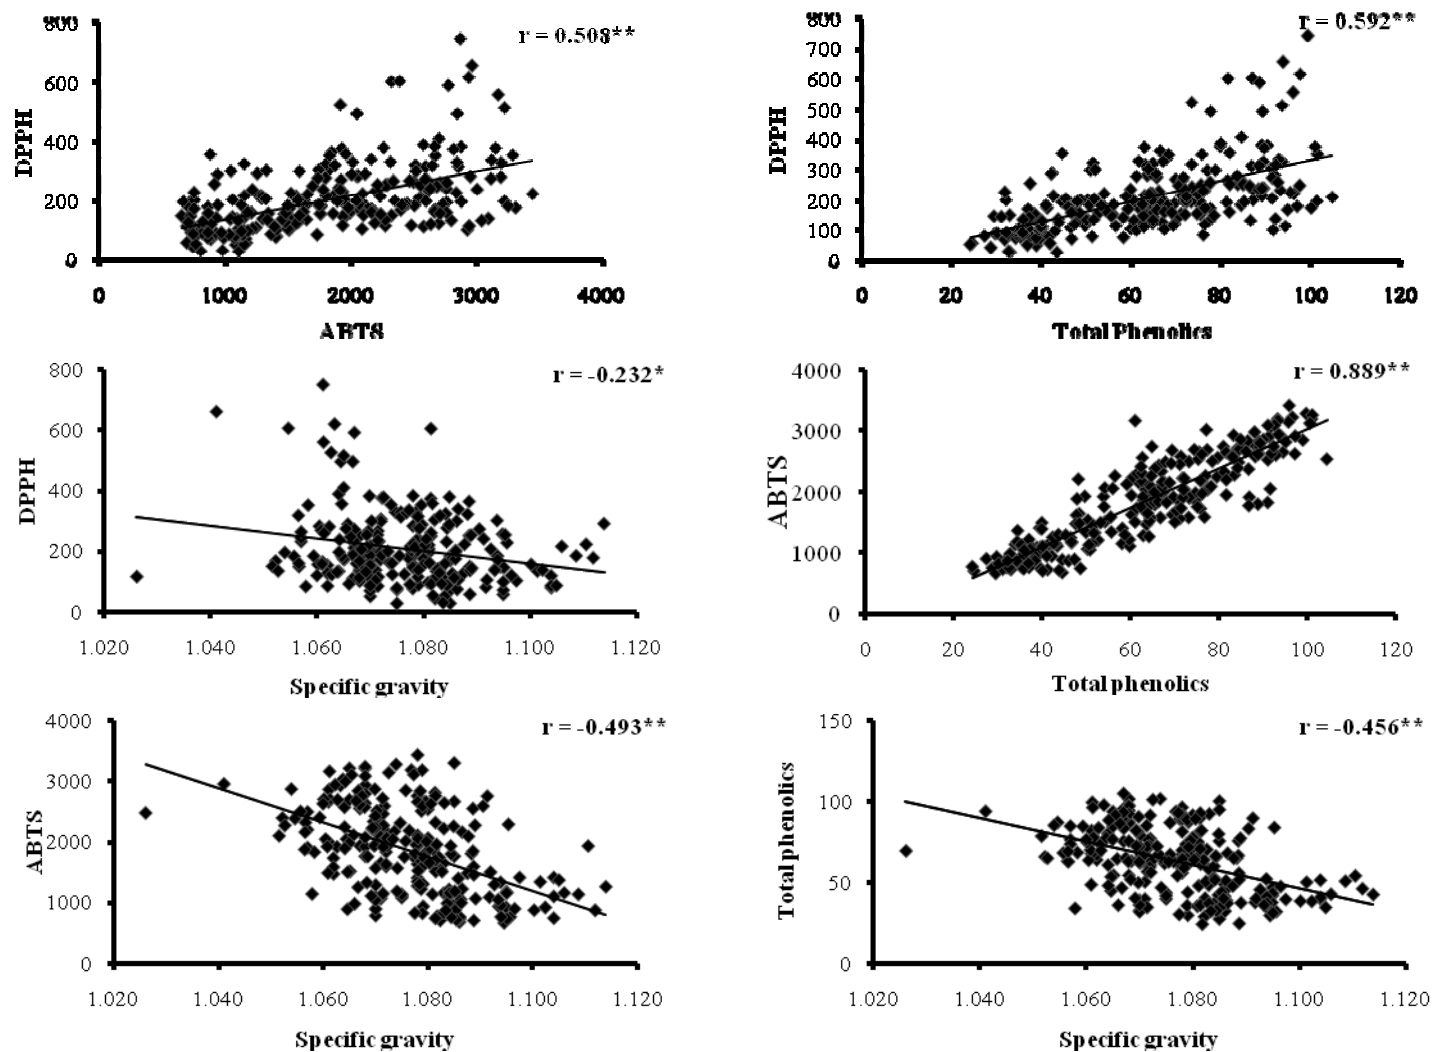 r = 0.508**
800
600
400
200
0
DPPH
0 1000 2000 3000 4000
ABTS
r = 0.592**
800
700
600
500
400
300
200
100
0
DPPH
0 20 40 60 80 100 120
Total Phenolics
r = -0.232*
800
600
400
200
0
DPPH
1.020 1.040 1.060 1.080 1.100 1.120
Specific gravity
r = 0.889**
4000
3000
2000
1000
0
ABTS
0 20 40 60 80 100 120
Total phenolics
r = -0.493**
4000
3000
2000
1000
0
ABTS
1.020 1.040 1.060 1.080 1.100 1.120
Specific gravity
r = -0.456**
150
100
50
0
Total phenolics
1.020 1.040 1.060 1.080 1.100 1.120
Specific gravity